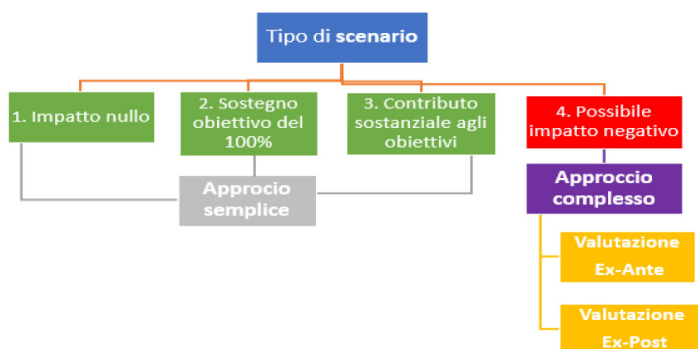 Tipo di scenario
1. Impatto nullo
2. Sostegno
obiettivo del
100%
3. Contributo
sostanziale agli
obiettivi
4. Possibile
impatto negativo
Approcio
semplice
Approccio
complesso
Valutazione
Ex-Ante
Valutazione
Ex-Post